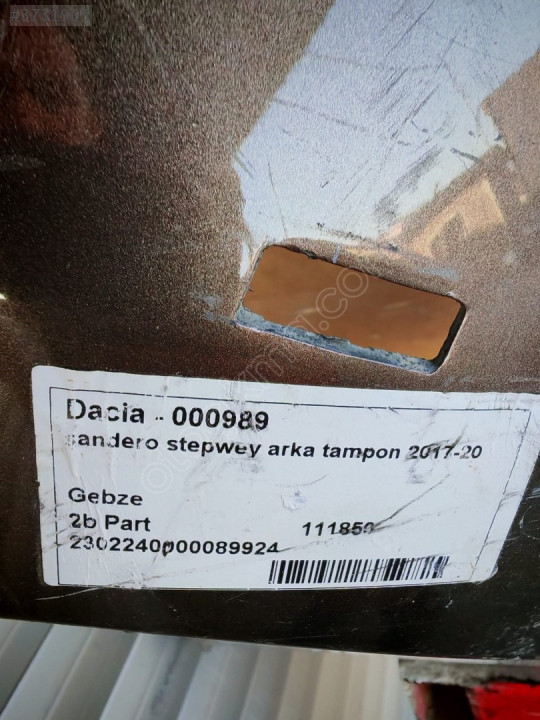 Dacia - 000989
sandero stepwey arka tampon 2017-20
Gebze
2b Part 111850
2302240000089924